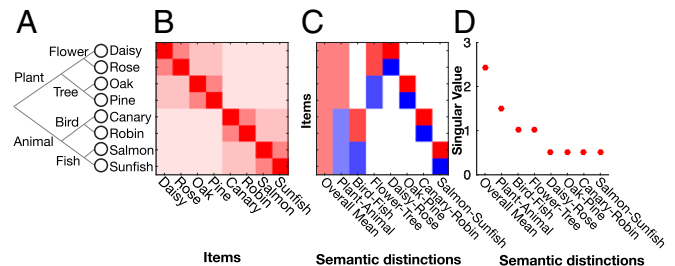 A
B
C
D
Flower
Plant
Tree
Bird
Animal
Fish
Daisy
Rose
Oak
Pine
Canary
Robin
Salmon
Sunfish
Daisy
Rose
Oak
Pine
Canary
Robin
Salmon
Sunfish
Items
Items
Overall Mean
Plant-Animal
Bird-Fish
Flower-Tree
Daisy-Rose
Oak-Pine
Canary-Robin
Salmon-Sunfish
Semantic distinctions
Singular Value
3
2
1
0
Overall Mean
Plant-Animal
Bird-Fish
Flower-Tree
Daisy-Rose
Oak-Pine
Canary-Robin
Salmon-Sunfish
Semantic distinctions